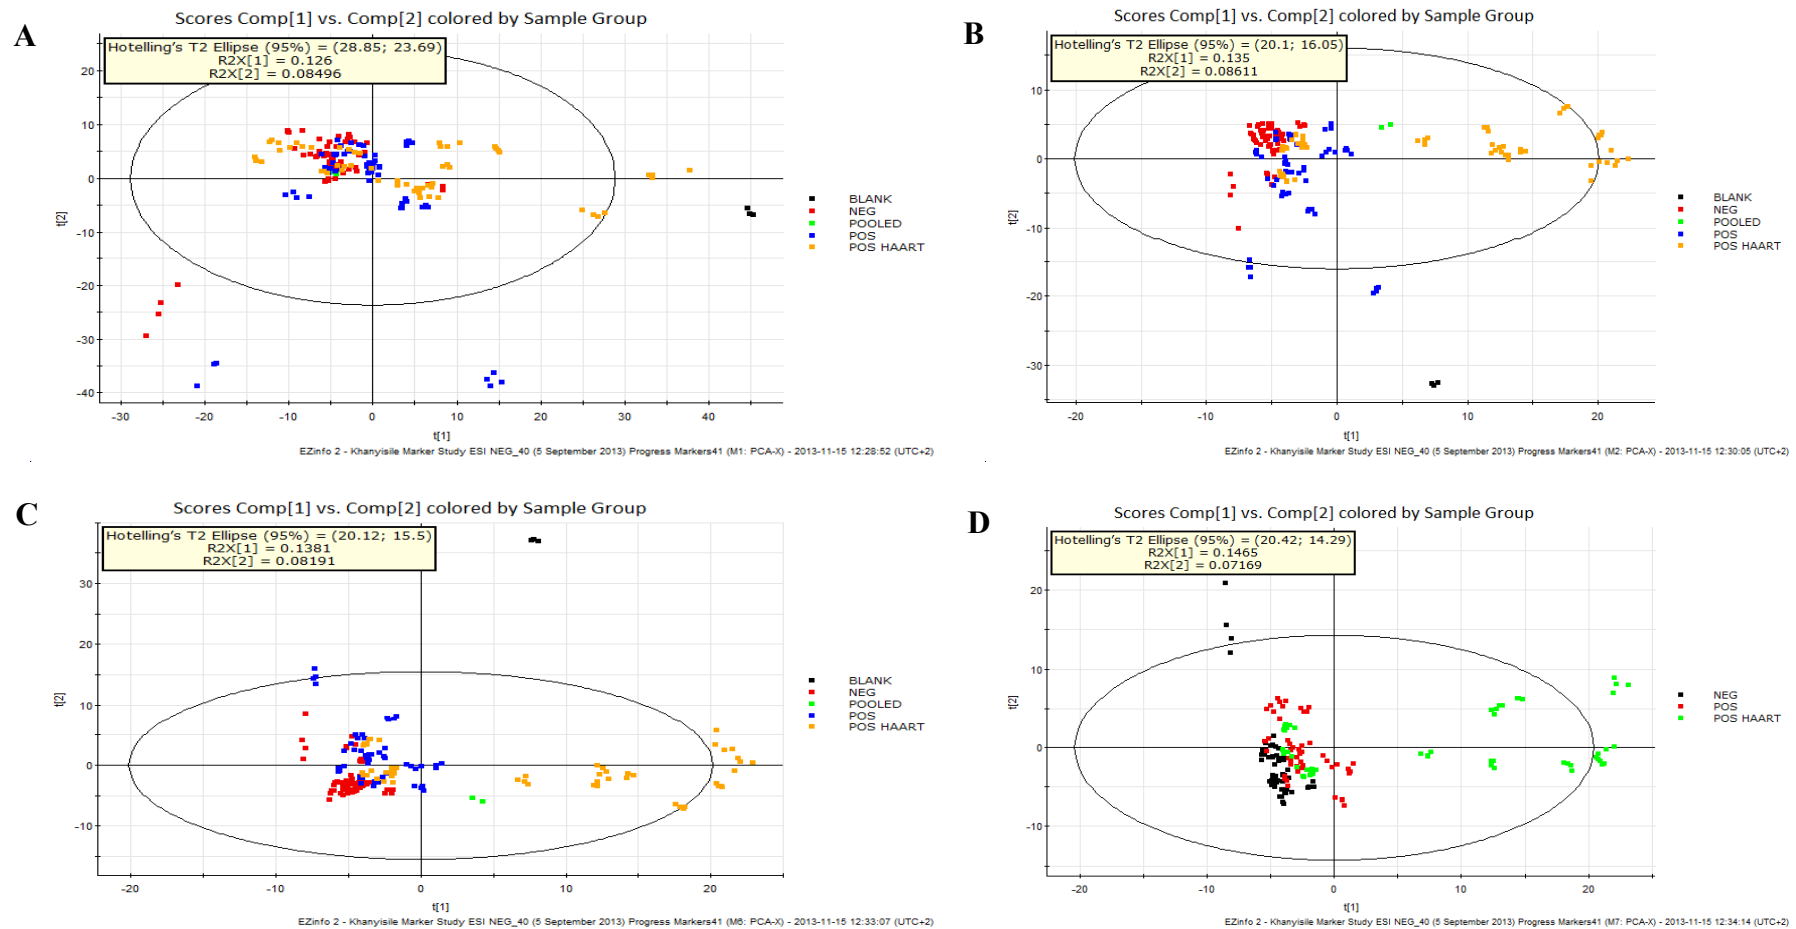 A
Scores Comp[1] vs. Comp[2] colored by Sample Group
Hotelling's T2 Ellipse (95%) = (28.85; 23.69)
R2X[1] = 0.126
R2X[2] = 0.08496
20
10
0
-10
-20
-30
-40
t[2]
-30 -20 -10 0 10 20 30 40
t[1]
BLANK
NEG
POOLED
POS
POS HAART
EZinfo 2 - Khanyisile Marker Study ESI NEG_40 (5 September 2013) Progress Markers41 (M1: PCA-X) - 2013-11-15 12:28:52 (UTC+2)
B
Scores Comp[1] vs. Comp[2] colored by Sample Group
Hotelling's T2 Ellipse (95%) = (20.1; 16.05)
R2X[1] = 0.135
R2X[2] = 0.08611
10
0
-10
-20
-30
t[2]
-20 -10 0 10 20
t[1]
BLANK
NEG
POOLED
POS
POS HAART
EZinfo 2 - Khanyisile Marker Study ESI NEG_40 (5 September 2013) Progress Markers41 (M2: PCA-X) - 2013-11-15 12:30:05 (UTC+2)
C
Scores Comp[1] vs. Comp[2] colored by Sample Group
Hotelling's T2 Ellipse (95%) = (20.12; 15.5)
R2X[1] = 0.1381
R2X[2] = 0.08191
30
20
10
0
-10
t[2]
-20 -10 0 10 20
t[1]
BLANK
NEG
POOLED
POS
POS HAART
EZinfo 2 - Khanyisile Marker Study ESI NEG_40 (5 September 2013) Progress Markers41 (M6: PCA-X) - 2013-11-15 12:33:07 (UTC+2)
D
Scores Comp[1] vs. Comp[2] colored by Sample Group
Hotelling's T2 Ellipse (95%) = (20.42; 14.29)
R2X[1] = 0.1465
R2X[2] = 0.07169
20
10
0
-10
t[2]
-20 -10 0 10 20
t[1]
NEG
POS
POS HAART
EZinfo 2 - Khanyisile Marker Study ESI NEG_40 (5 September 2013) Progress Markers41 (M7: PCA-X) - 2013-11-15 12:34:14 (UTC+2)